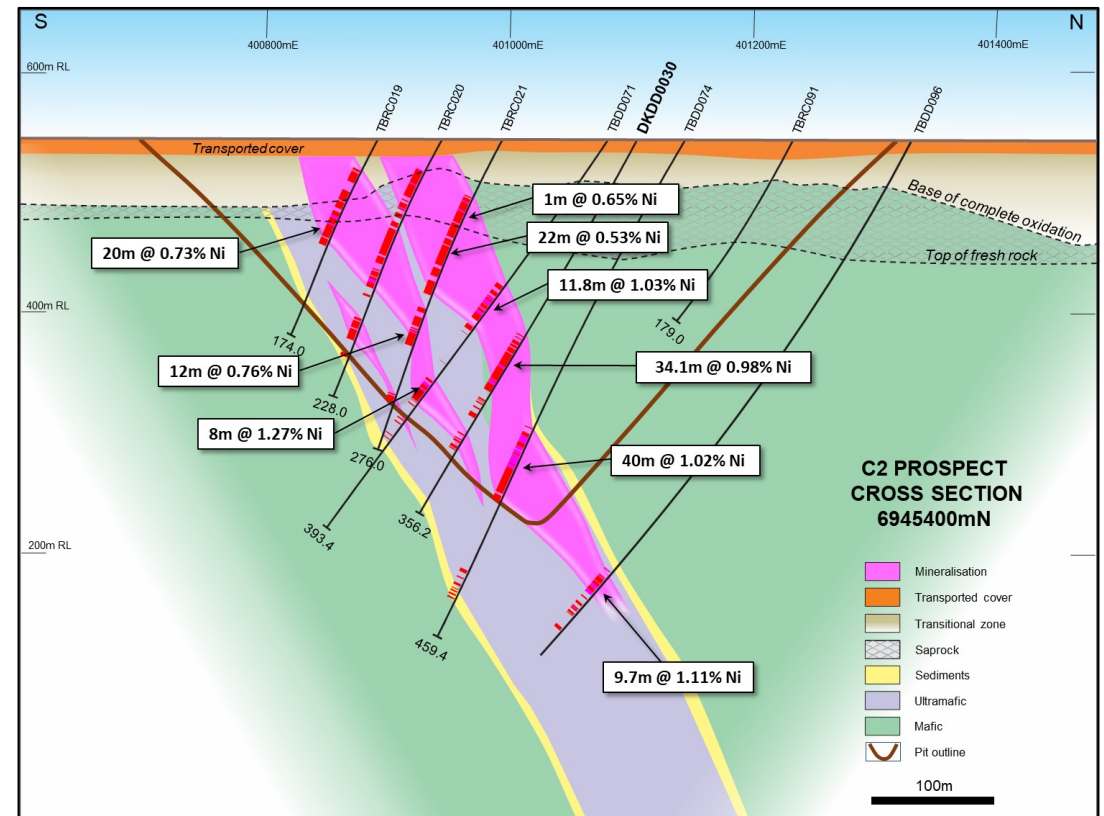 S
N
400800mE
401000mE
401200mE
401400mE
600m RL
TBRC019
TBRC020
TBRC021
TBDD071
DKDD0030
TBDD074
TBRC091
TBDD096
Transported cover
Base of complete oxidation
Top of fresh rock
1m @ 0.65% Ni
22m @ 0.53% Ni
20m @ 0.73% Ni
11.8m @ 1.03% Ni
400m RL
179.0
174.0
34.1m @ 0.98% Ni
12m @ 0.76% Ni
228.0
8m @ 1.27% Ni
276.0
40m @ 1.02% Ni
393.4
356.2
200m RL
459.4
9.7m @ 1.11% Ni
C2 PROSPECT
CROSS SECTION
6945400mN
Mineralisation
Transported cover
Transitional zone
Saprock
Sediments
Ultramafic
Mafic
Pit outline
100m